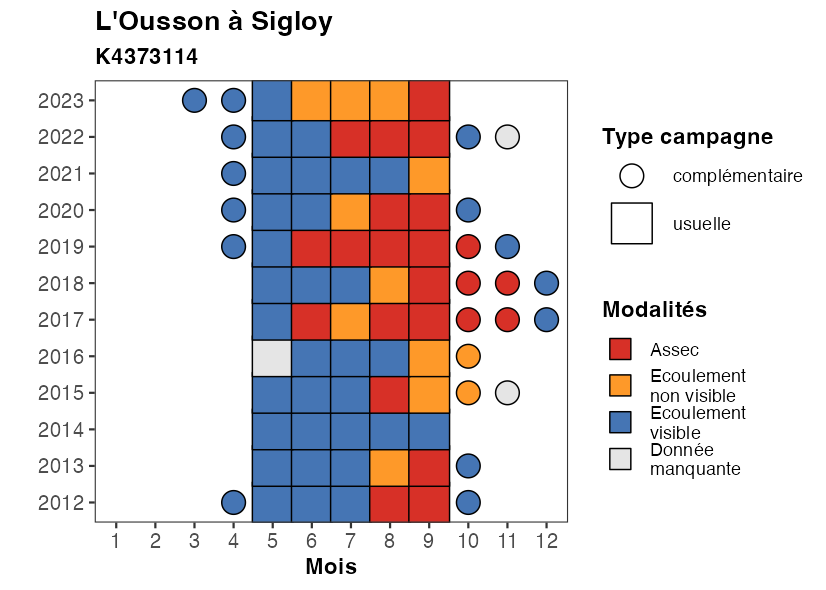 L'Ousson à Sigloy
K4373114
2023
2022
2021
2020
2019
2018
2017
2016
2015
2014
2013
2012
1 2 3 4 5 6 7 8 9 10 11 12
Mois
Type campagne
complémentaire
usuelle
Modalités
Assec
Ecoulement
non visible
Ecoulement
visible
Donnée
manquante